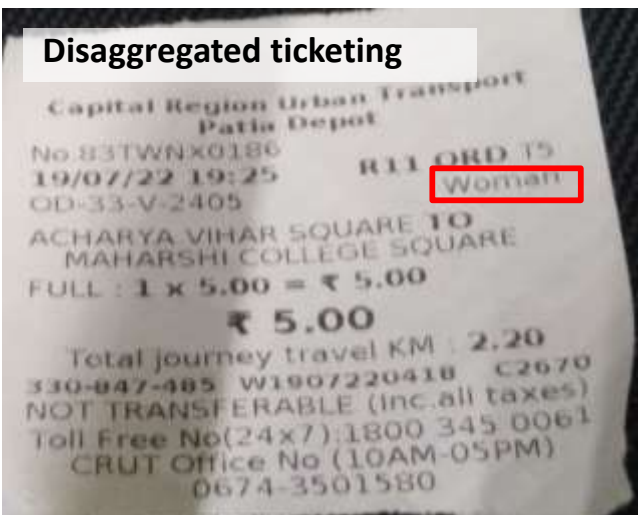 Disaggregated ticketing
Capital Region Urban Transport
Patia Depot
No.83TWNX0186
19/07/22 19:25 R11 ORD T5
OD-33-V-2405 Woman
ACHARYA VIHAR SQUARE TO
MAHARSHI COLLEGE SQUARE
FULL : 1 x 5.00 = ₹ 5.00
₹ 5.00
Total journey travel KM : 2.20
330-847-485 W1907220418 C2670
NOT TRANSFERABLE (Inc.all taxes)
Toll Free No(24x7):1800 345 0061
CRUT Office No (10AM-05PM)
0674-3501580